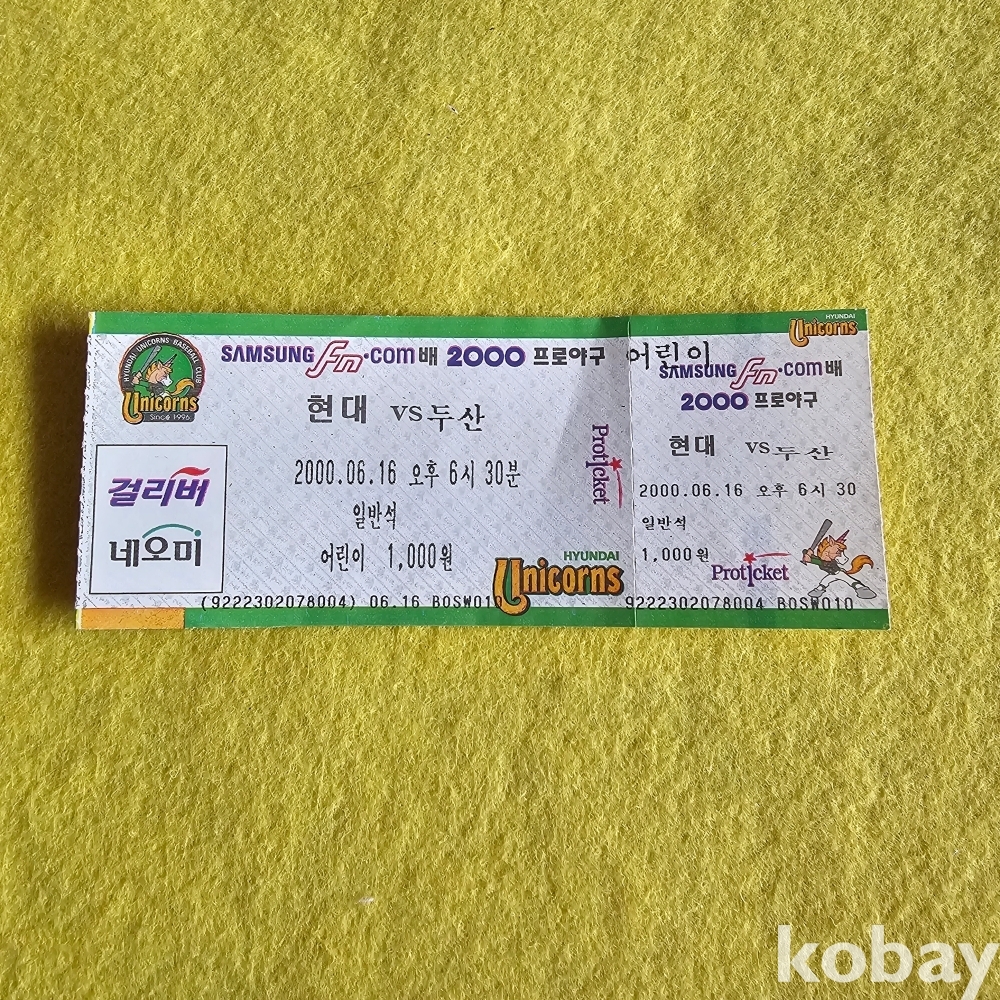 HYUNDAI UNICORNS BASEBALL CLUB
Unicorns
Since 1996
SAMSUNG Fn.com배 2000 프로야구
현대 VS 두산
2000.06.16 오후 6시 30분
일반석
어린이 1,000원
걸리버
네오미
Proticket
HYUNDAI
Unicorns
(9222302078004) 06.16 BOSW010
HYUNDAI
Unicorns
어린이
SAMSUNG Fn.com배
2000 프로야구
현대 VS 두산
2000.06.16 오후 6시 30
일반석
1,000원
Proticket
9222302078004 BOSW010
kobay